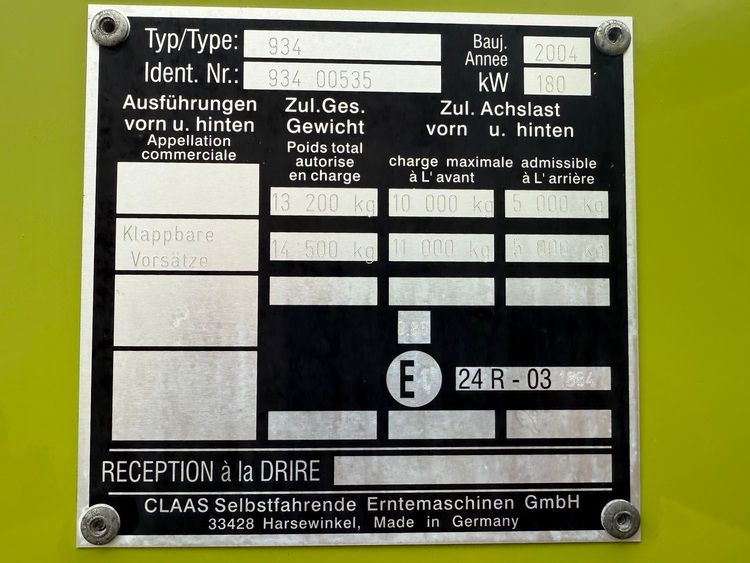 Typ/Type: 934
Bauj. Annee 2004
Ident. Nr.: 934 00535
kW 180
Ausführungen vorn u. hinten
Appellation commerciale
Zul.Ges. Gewicht
Poids total autorise en charge
Zul. Achslast vorn u. hinten
charge maximale admissible
à L'avant à L'arrière
13 200 kg 10 000 kg 5 000 kg
Klappbare Vorsätze 14 500 kg 11 000 kg 5 000 kg
E 24 R - 03
RECEPTION à la DRIRE
CLAAS Selbstfahrende Erntemaschinen GmbH
33428 Harsewinkel, Made in Germany